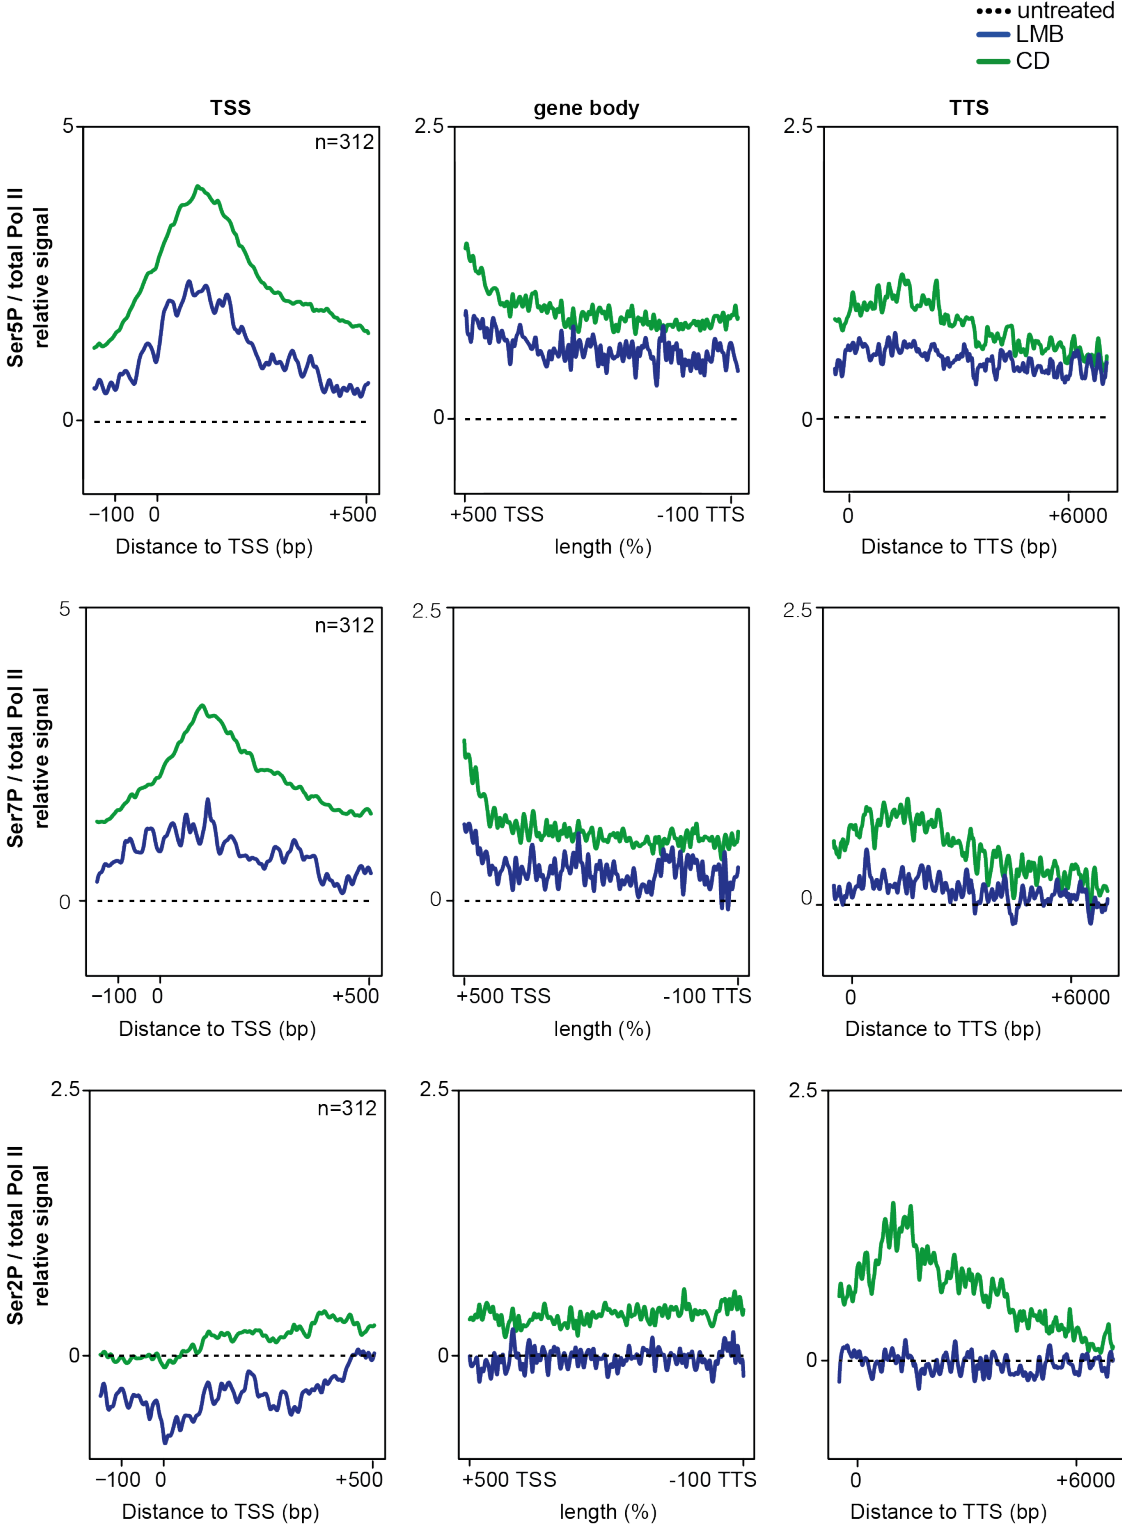 untreated
LMB
CD
TSS
gene body
TTS
Ser5P / total Pol II
relative signal
5
n=312
0
−100 0 +500
Distance to TSS (bp)
2.5
0
+500 TSS -100 TTS
length (%)
2.5
0
0 +6000
Distance to TTS (bp)
Ser7P / total Pol II
relative signal
5
n=312
0
−100 0 +500
Distance to TSS (bp)
2.5
0
+500 TSS -100 TTS
length (%)
2.5
0
0 +6000
Distance to TTS (bp)
Ser2P / total Pol II
relative signal
2.5
n=312
0
−100 0 +500
Distance to TSS (bp)
2.5
0
+500 TSS -100 TTS
length (%)
2.5
0
0 +6000
Distance to TTS (bp)